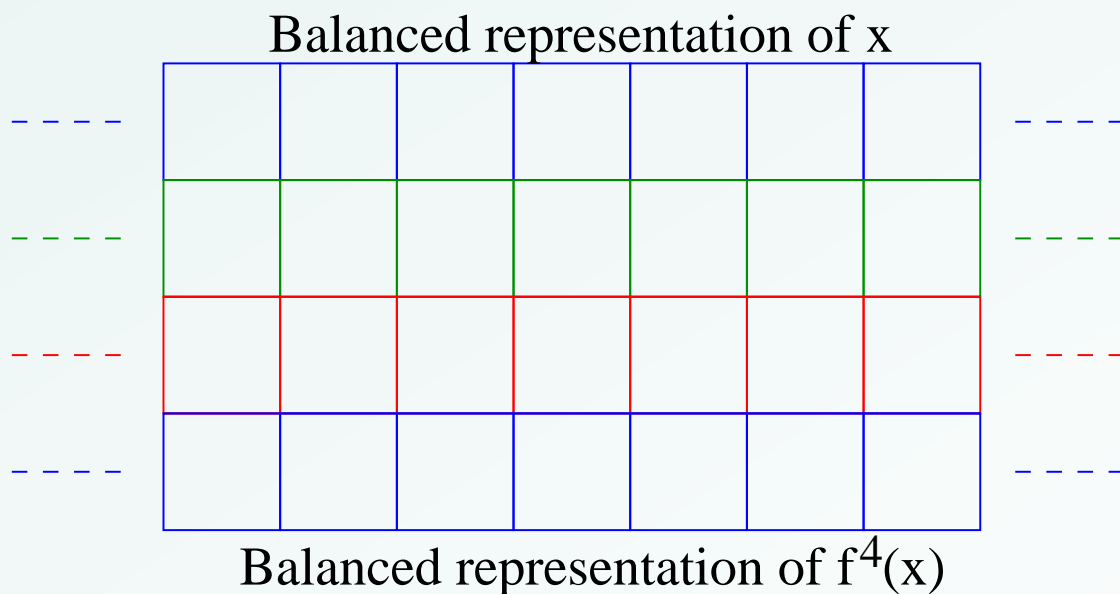 Balanced representation of x
Balanced representation of f⁴(x)